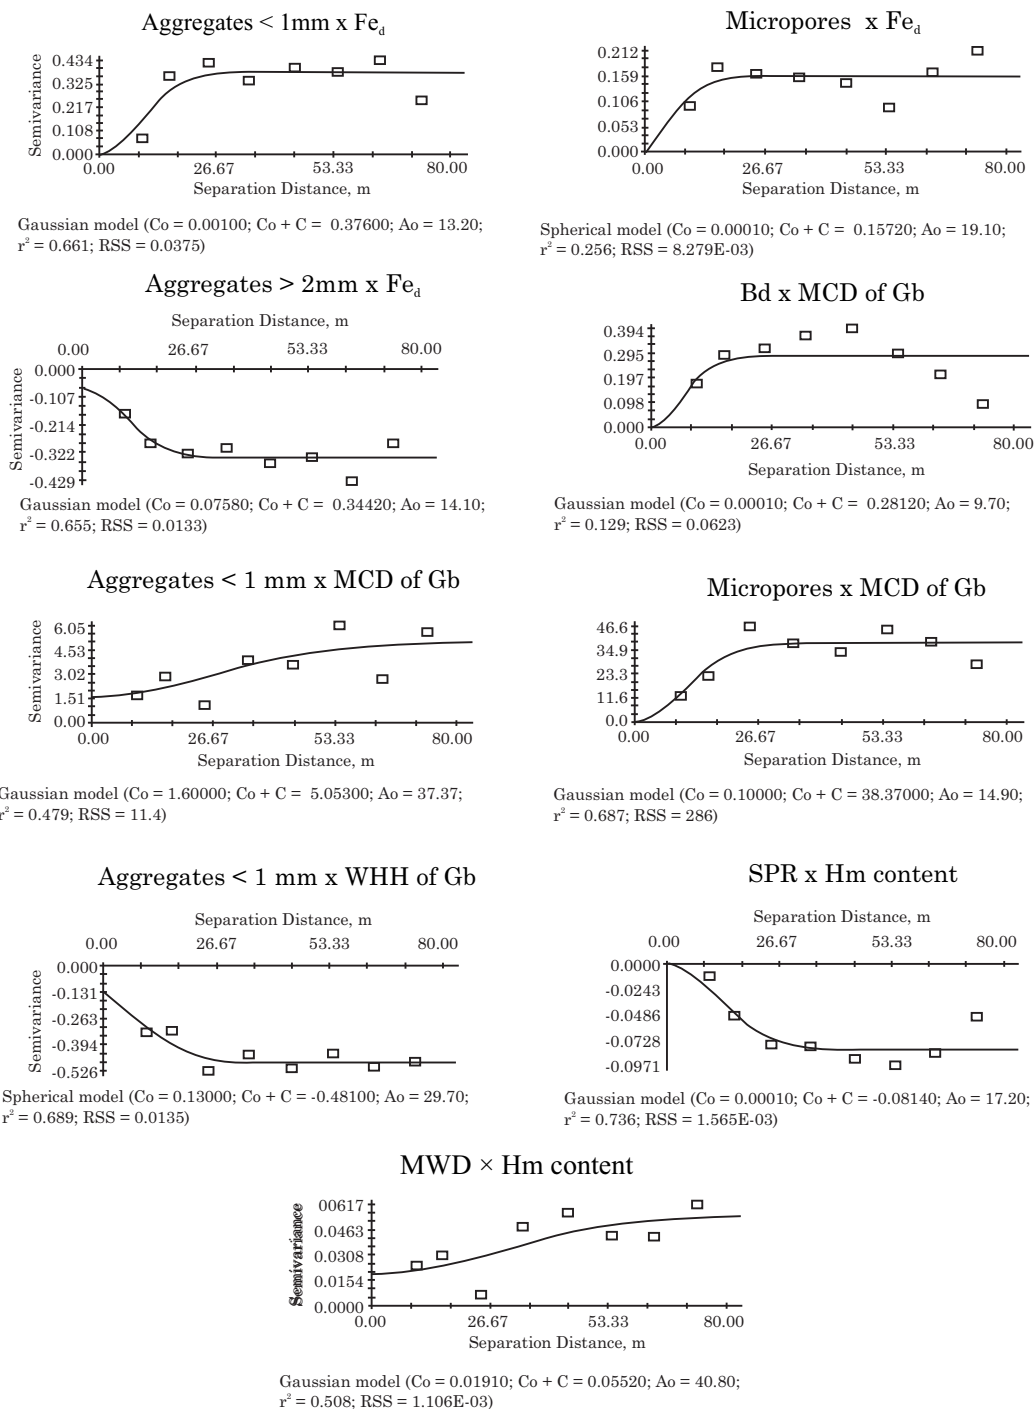 Aggregates < 1mm x Fed
Semivariance
0.434
0.325
0.217
0.108
0.000
0.00 26.67 53.33 80.00
Separation Distance, m
Gaussian model (Co = 0.00100; Co + C = 0.37600; Ao = 13.20;
r² = 0.661; RSS = 0.0375)
Micropores x Fed
0.212
0.159
0.106
0.053
0.000
0.00 26.67 53.33 80.00
Separation Distance, m
Spherical model (Co = 0.00010; Co + C = 0.15720; Ao = 19.10;
r² = 0.256; RSS = 8.279E-03)
Aggregates > 2mm x Fed
Separation Distance, m
0.00 26.67 53.33 80.00
Semivariance
0.000
-0.107
-0.214
-0.322
-0.429
Gaussian model (Co = 0.07580; Co + C = 0.34420; Ao = 14.10;
r² = 0.655; RSS = 0.0133)
Bd x MCD of Gb
0.394
0.295
0.197
0.098
0.000
0.00 26.67 53.33 80.00
Separation Distance, m
Gaussian model (Co = 0.00010; Co + C = 0.28120; Ao = 9.70;
r² = 0.129; RSS = 0.0623)
Aggregates < 1 mm x MCD of Gb
Semivariance
6.05
4.53
3.02
1.51
0.00
0.00 26.67 53.33 80.00
Separation Distance, m
Gaussian model (Co = 1.60000; Co + C = 5.05300; Ao = 37.37;
r² = 0.479; RSS = 11.4)
Micropores x MCD of Gb
46.6
34.9
23.3
11.6
0.0
0.00 26.67 53.33 80.00
Separation Distance, m
Gaussian model (Co = 0.10000; Co + C = 38.37000; Ao = 14.90;
r² = 0.687; RSS = 286)
Aggregates < 1 mm x WHH of Gb
Separation Distance, m
0.00 26.67 53.33 80.00
Semivariance
0.000
-0.131
-0.263
-0.394
-0.526
Spherical model (Co = 0.13000; Co + C = -0.48100; Ao = 29.70;
r² = 0.689; RSS = 0.0135)
SPR x Hm content
Separation Distance, m
0.00 26.67 53.33 80.00
0.0000
-0.0243
-0.0486
-0.0728
-0.0971
Gaussian model (Co = 0.00010; Co + C = -0.08140; Ao = 17.20;
r² = 0.736; RSS = 1.565E-03)
MWD × Hm content
Semivariance
00617
0.0463
0.0308
0.0154
0.0000
0.00 26.67 53.33 80.00
Separation Distance, m
Gaussian model (Co = 0.01910; Co + C = 0.05520; Ao = 40.80;
r² = 0.508; RSS = 1.106E-03)